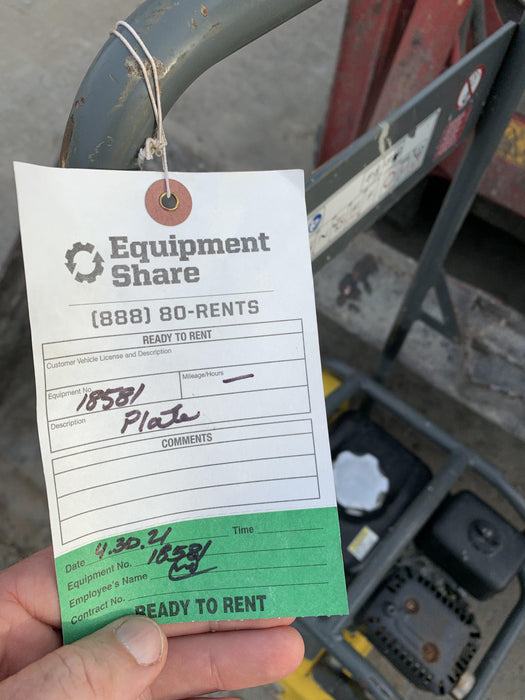 Equipment
Share
(888) 80-RENTS
READY TO RENT
Customer Vehicle License and Description
Equipment No. 18581
Mileage/Hours —
Description Plate
COMMENTS
Date 4.30.21 Time
Equipment No. 18581
Employee's Name
Contract No.
READY TO RENT